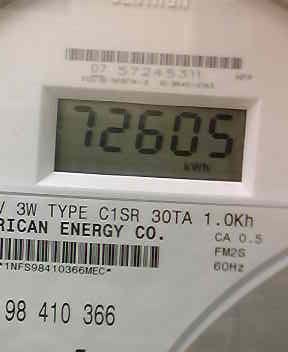 07 57245311
72605
kWh
3W TYPE C1SR 30TA 1.0Kh
RICAN ENERGY CO.
CA 0.5
FM2S
60Hz
*1NFS98410366MEC*
98 410 366